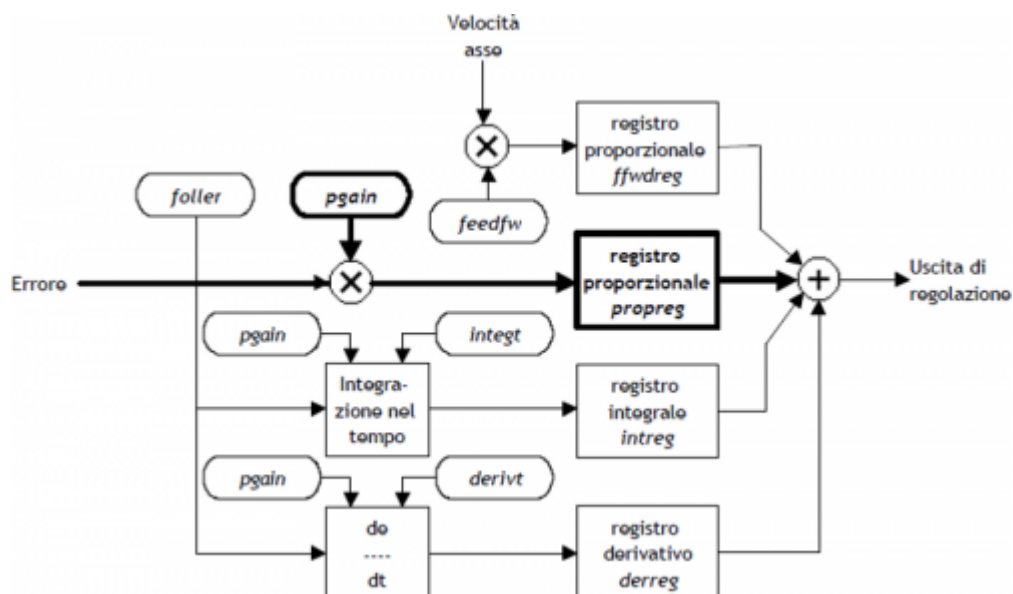 Velocità
asse
registro
proporzionale
ffwdreg
foller
pgain
feedfw
registro
proporzionale
propreg
Errore
Uscita di
regolazione
pgain
integt
Integra-
zione nel
tempo
registro
integrale
intreg
pgain
derivt
de
----
dt
registro
derivativo
derreg